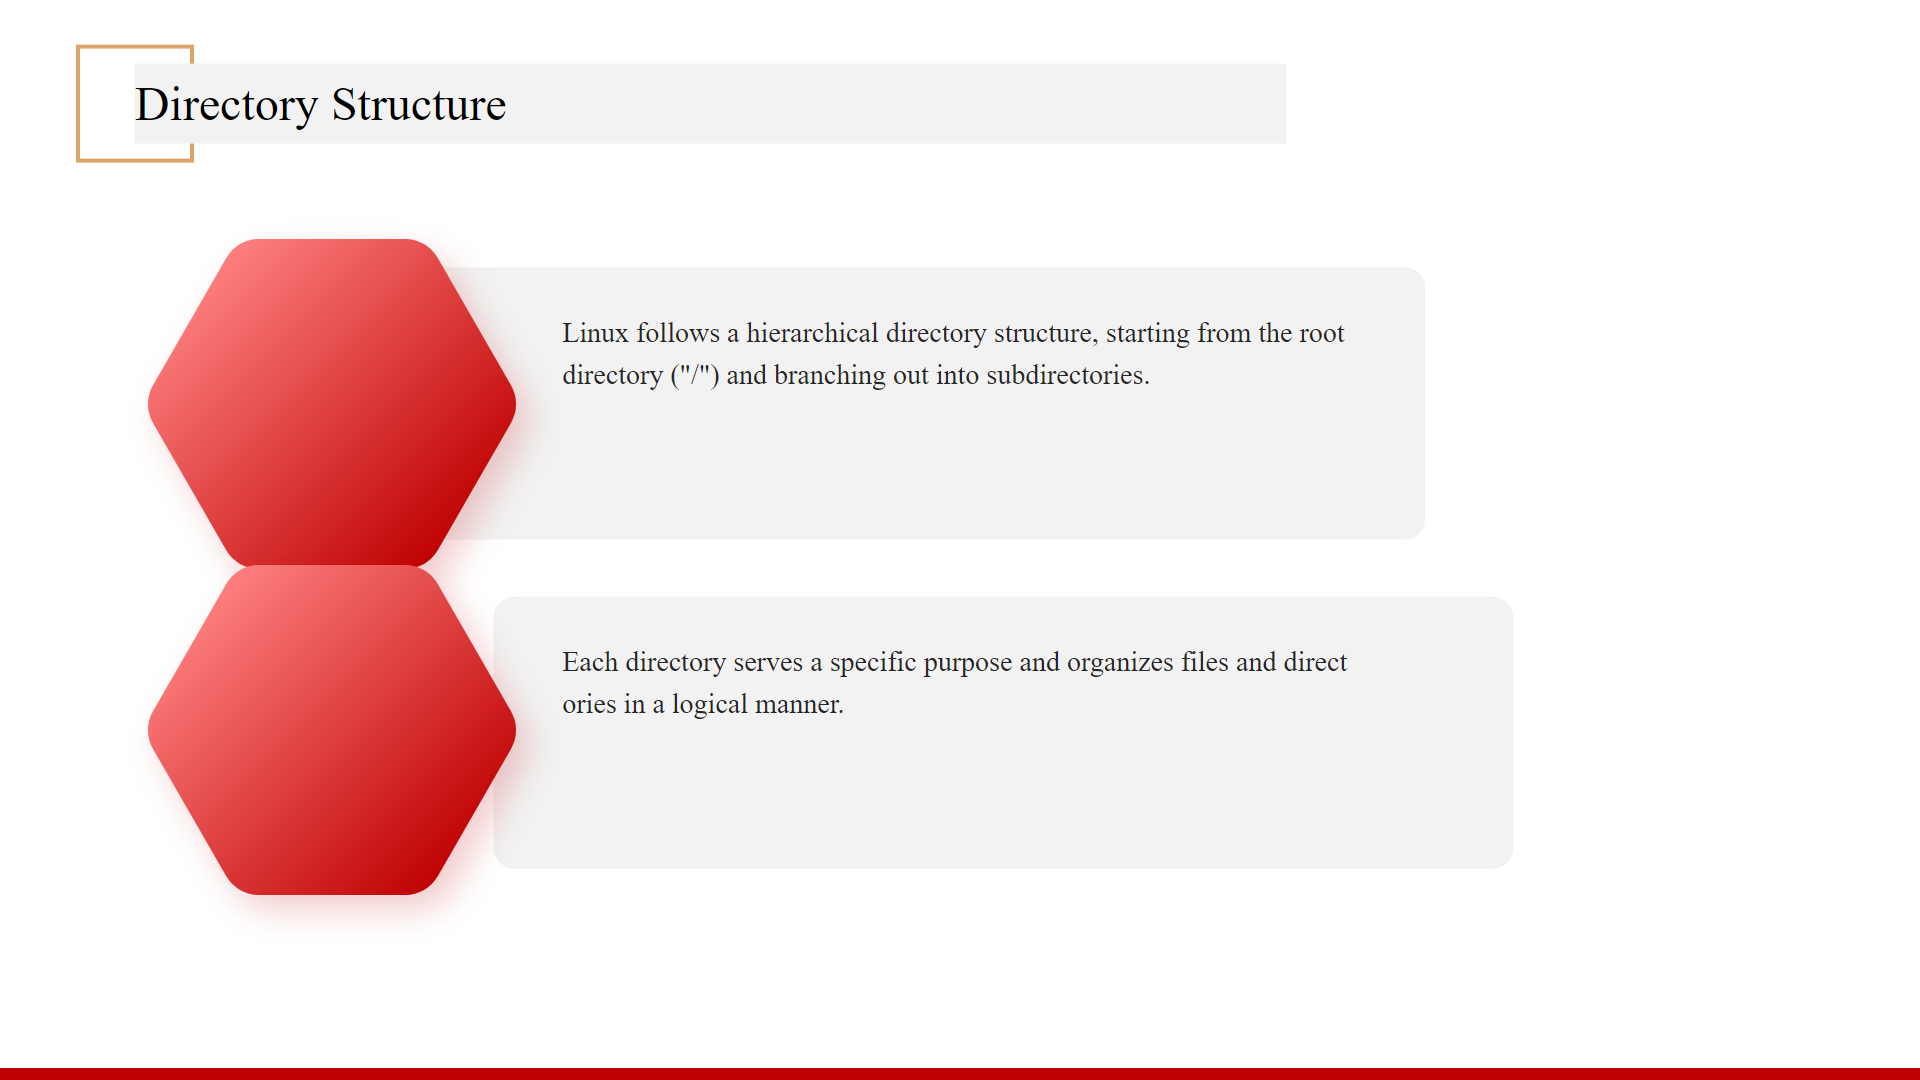 Directory Structure
Linux follows a hierarchical directory structure, starting from the root
directory ("/") and branching out into subdirectories.
Each directory serves a specific purpose and organizes files and direct
ories in a logical manner.